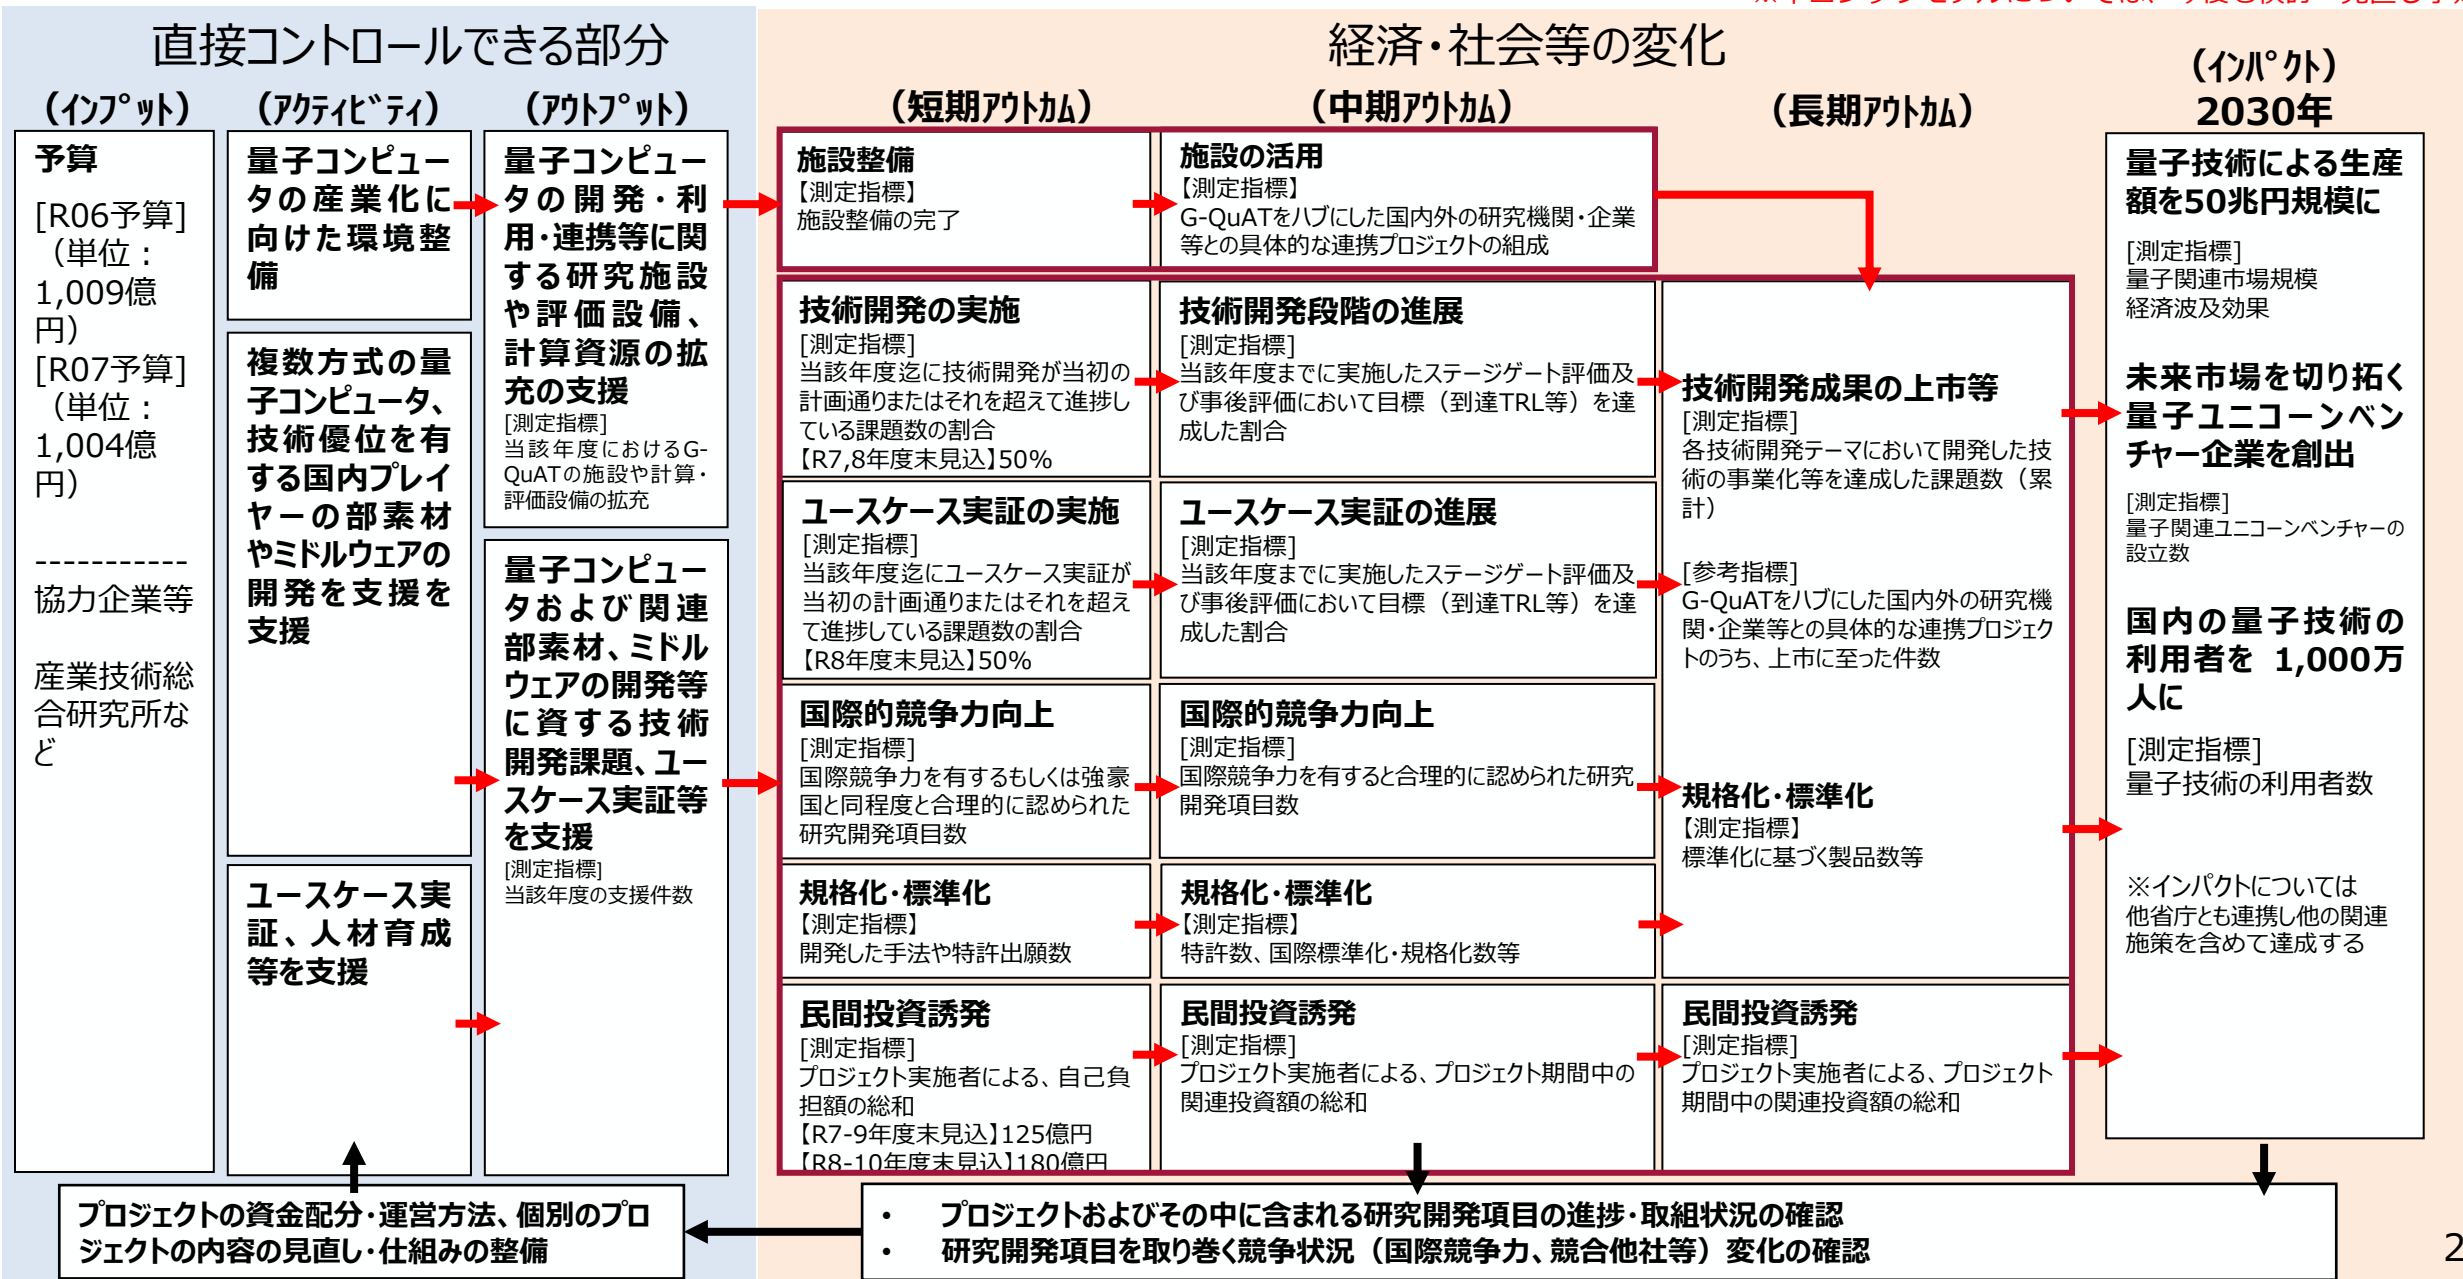 直接コントロールできる部分
経済・社会等の変化
（インプット）
（アクティビティ）
（アウトプット）
（短期アウトカム）
（中期アウトカム）
（長期アウトカム）
（インパクト）
2030年
予算
[R06予算]
（単位：
1,009億
円）
[R07予算]
（単位：
1,004億
円）
-----------
協力企業等
産業技術総
合研究所な
ど
量子コンピュー
タの産業化に
向けた環境整
備
複数方式の量
子コンピュータ、
技術優位を有
する国内プレイ
ヤーの部素材
やミドルウェアの
開発を支援を
支援
ユースケース実
証、人材育成
等を支援
量子コンピュー
タの開発・利
用・連携等に関
する研究施設
や評価設備、
計算資源の拡
充の支援
[測定指標]
当該年度におけるG-
QuATの施設や計算・
評価設備の拡充
量子コンピュー
タおよび関連
部素材、ミドル
ウェアの開発等
に資する技術
開発課題、ユー
スケース実証等
を支援
[測定指標]
当該年度の支援件数
施設整備
【測定指標】
施設整備の完了
施設の活用
【測定指標】
G-QuATをハブにした国内外の研究機関・企業
等との具体的な連携プロジェクトの組成
技術開発の実施
[測定指標]
当該年度迄に技術開発が当初の
計画通りまたはそれを超えて進捗し
ている課題数の割合
【R7,8年度末見込】50%
技術開発段階の進展
[測定指標]
当該年度までに実施したステージゲート評価及
び事後評価において目標（到達TRL等）を達
成した割合
技術開発成果の上市等
[測定指標]
各技術開発テーマにおいて開発した技
術の事業化等を達成した課題数（累
計）
[参考指標]
G-QuATをハブにした国内外の研究機
関・企業等との具体的な連携プロジェク
トのうち、上市に至った件数
ユースケース実証の実施
[測定指標]
当該年度迄にユースケース実証が
当初の計画通りまたはそれを超え
て進捗している課題数の割合
【R8年度末見込】50%
ユースケース実証の進展
[測定指標]
当該年度までに実施したステージゲート評価及
び事後評価において目標（到達TRL等）を達
成した割合
国際的競争力向上
[測定指標]
国際競争力を有するもしくは強豪
国と同程度と合理的に認められた
研究開発項目数
国際的競争力向上
[測定指標]
国際競争力を有すると合理的に認められた研究
開発項目数
規格化・標準化
【測定指標】
標準化に基づく製品数等
規格化・標準化
【測定指標】
開発した手法や特許出願数
規格化・標準化
【測定指標】
特許数、国際標準化・規格化数等
民間投資誘発
[測定指標]
プロジェクト実施者による、自己負
担額の総和
【R7-9年度末見込】125億円
【R8-10年度末見込】180億円
民間投資誘発
[測定指標]
プロジェクト実施者による、プロジェクト期間中の
関連投資額の総和
民間投資誘発
[測定指標]
プロジェクト実施者による、プロジェクト
期間中の関連投資額の総和
量子技術による生産
額を50兆円規模に
[測定指標]
量子関連市場規模
経済波及効果
未来市場を切り拓く
量子ユニコーンベン
チャー企業を創出
[測定指標]
量子関連ユニコーンベンチャーの
設立数
国内の量子技術の
利用者を 1,000万
人に
[測定指標]
量子技術の利用者数
※インパクトについては
他省庁とも連携し他の関連
施策を含めて達成する
プロジェクトの資金配分・運営方法、個別のプロ
ジェクトの内容の見直し・仕組みの整備
• プロジェクトおよびその中に含まれる研究開発項目の進捗・取組状況の確認
• 研究開発項目を取り巻く競争状況（国際競争力、競合他社等）変化の確認
2